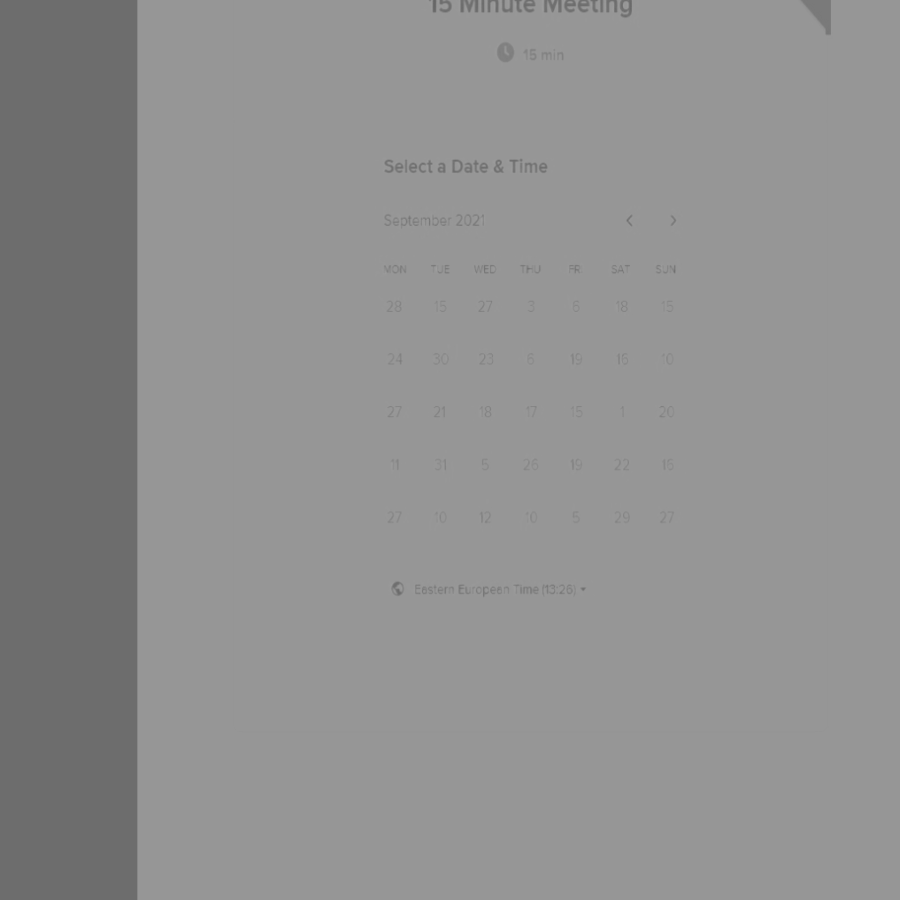 15 Minute Meeting
15 min
Select a Date & Time
September 2021
MON TUE WED THU FRI SAT SUN
28 15 27 3 6 18 15
24 30 23 6 19 16 10
27 21 18 17 15 1 20
11 31 5 26 19 22 16
27 10 12 10 5 29 27
Eastern European Time (13:26)